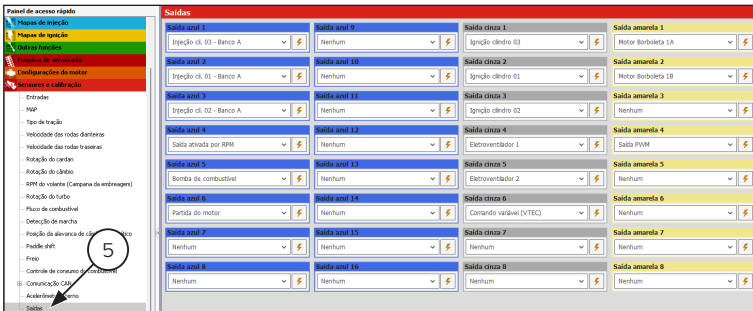 Painel de acesso rápido
Mapas de injeção
Mapas de ignição
Outras funções
Funções de arrancada
Configurações do motor
Sensores e calibração
Entradas
MAP
Tipo de tração
Velocidade das rodas dianteiras
Velocidade das rodas traseiras
Rotação do cardan
Rotação do câmbio
RPM do volante (Campana de embreagem)
Rotação do turbo
Fluxo de combustível
Detecção de marcha
Posição da alavanca de
Paddle shift
Freio
Controle de consumo de combustível
Comunicação CAN
Acelerômetro
Saídas
5
Saídas
Saída azul 1
Injeção cil. 03 - Banco A
Saída azul 2
Injeção cil. 01 - Banco A
Saída azul 3
Injeção cil. 02 - Banco A
Saída azul 4
Saída ativada por RPM
Saída azul 5
Bomba de combustível
Saída azul 6
Partida do motor
Saída azul 7
Nenhum
Saída azul 8
Nenhum
Saída azul 9
Nenhum
Saída azul 10
Nenhum
Saída azul 11
Nenhum
Saída azul 12
Nenhum
Saída azul 13
Nenhum
Saída azul 14
Nenhum
Saída azul 15
Nenhum
Saída azul 16
Nenhum
Saída cinza 1
Ignição cilindro 03
Saída cinza 2
Ignição cilindro 01
Saída cinza 3
Ignição cilindro 02
Saída cinza 4
Eletroventilador 1
Saída cinza 5
Eletroventilador 2
Saída cinza 6
Comando variável (VTEC)
Saída cinza 7
Nenhum
Saída cinza 8
Nenhum
Saída amarela 1
Motor Borboleta 1A
Saída amarela 2
Motor Borboleta 1B
Saída amarela 3
Nenhum
Saída amarela 4
Saída PWM
Saída amarela 5
Nenhum
Saída amarela 6
Nenhum
Saída amarela 7
Nenhum
Saída amarela 8
Nenhum